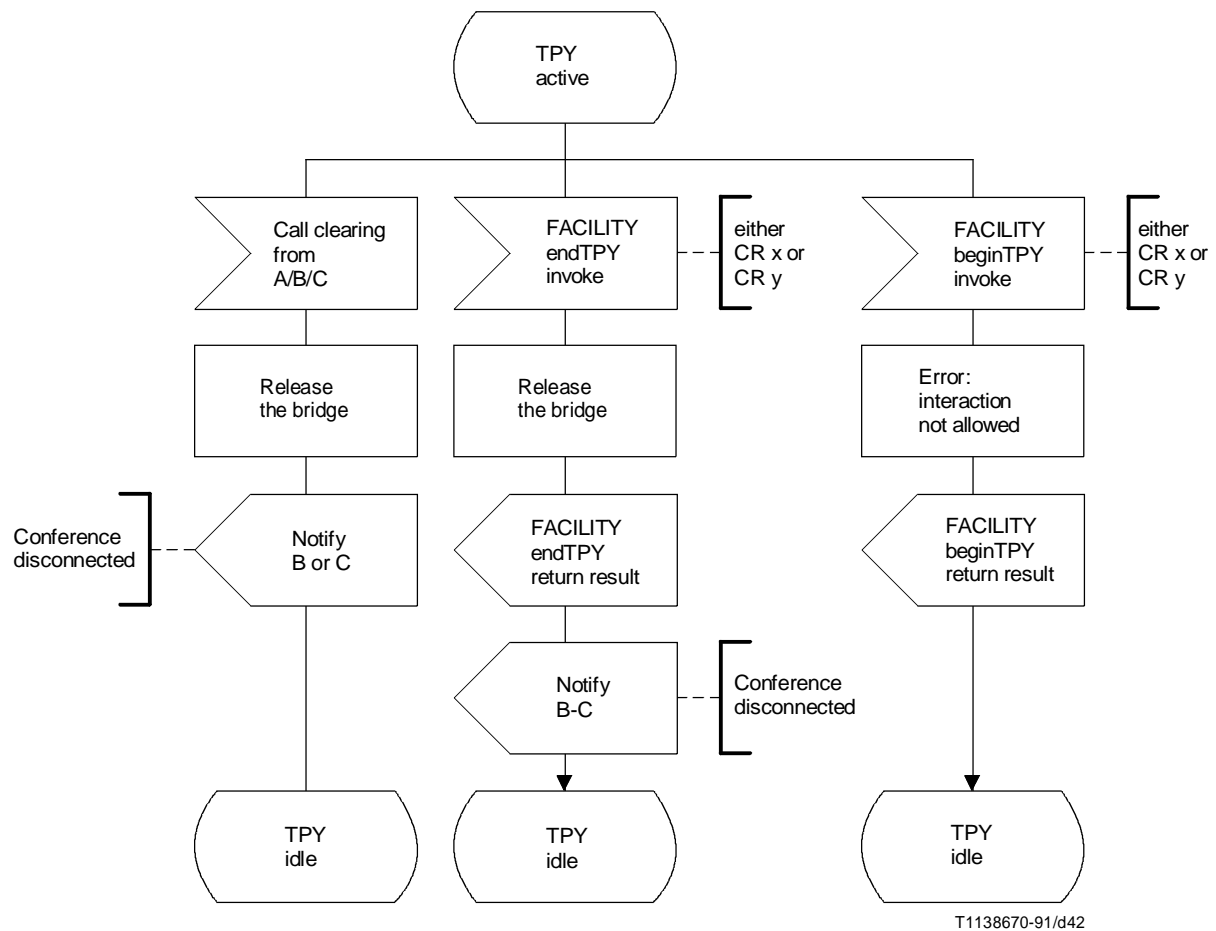 TPY
active
Call clearing
from
A/B/C
FACILITY
endTPY
invoke
either
CR x or
CR y
FACILITY
beginTPY
invoke
either
CR x or
CR y
Release
the bridge
Release
the bridge
Error:
interaction
not allowed
Conference
disconnected
Notify
B or C
FACILITY
endTPY
return result
FACILITY
beginTPY
return result
Notify
B-C
Conference
disconnected
TPY
idle
TPY
idle
TPY
idle
T1138670-91/d42